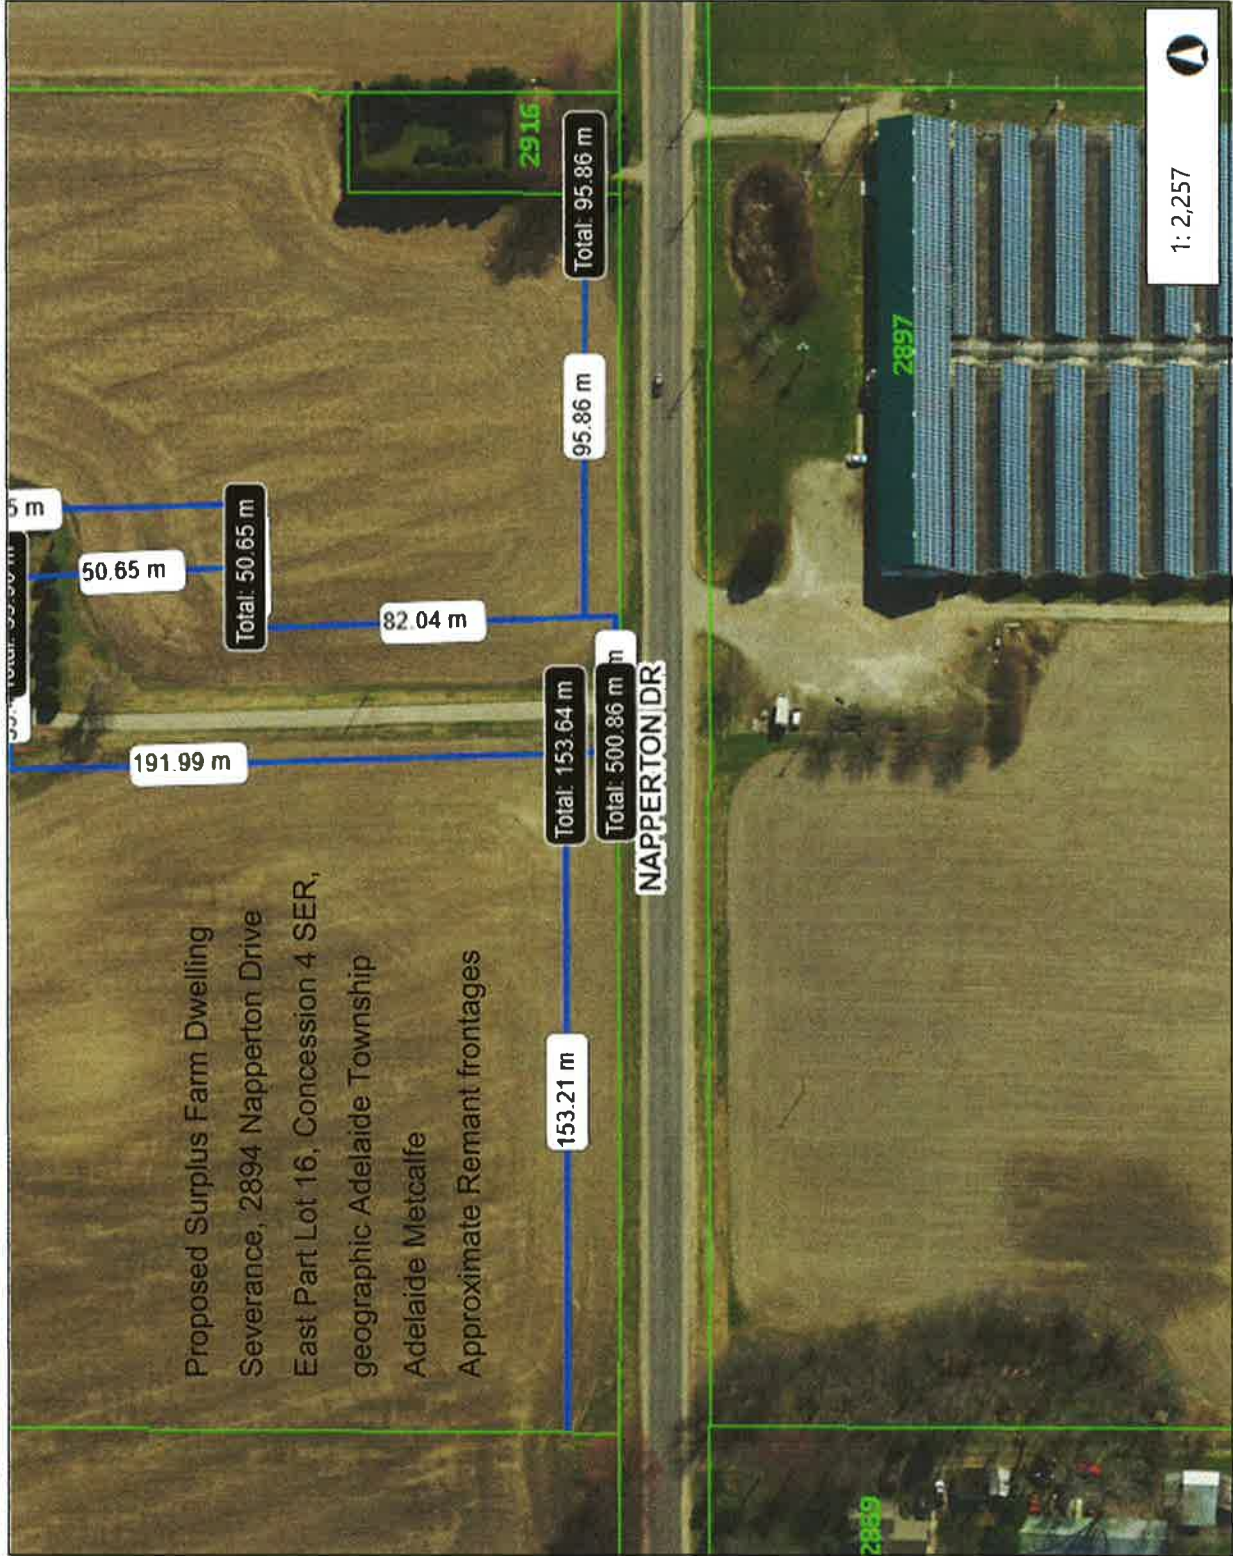 Proposed Surplus Farm Dwelling
Severance, 2894 Napperton Drive
East Part Lot 16, Concession 4 SER,
geographic Adelaide Township
Adelaide Metcalfe
Approximate Remant frontages
5 m
50.65 m
Total: 50.65 m
82.04 m
191.99 m
2916
Total: 95.86 m
95.86 m
m
Total: 153.64 m
Total: 500.86 m
153.21 m
NAPPERTON DR
2897
2889
1: 2,257